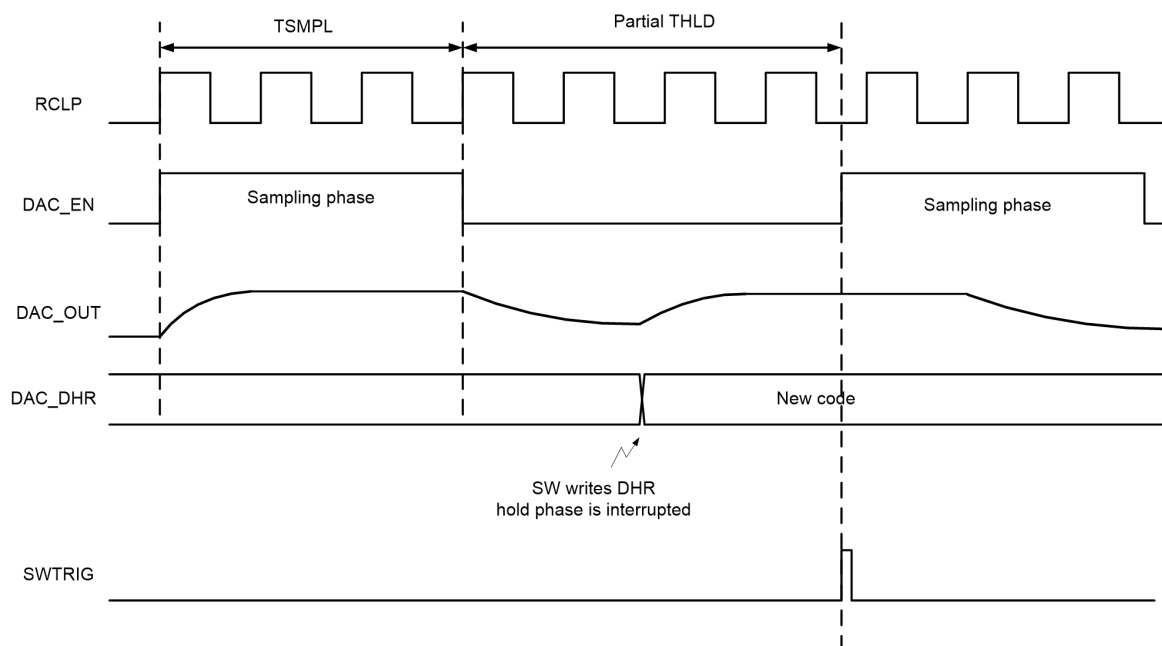 TSMPL
Partial THLD
RCLP
DAC_EN
Sampling phase
Sampling phase
DAC_OUT
DAC_DHR
New code
SW writes DHR
hold phase is interrupted
SWTRIG